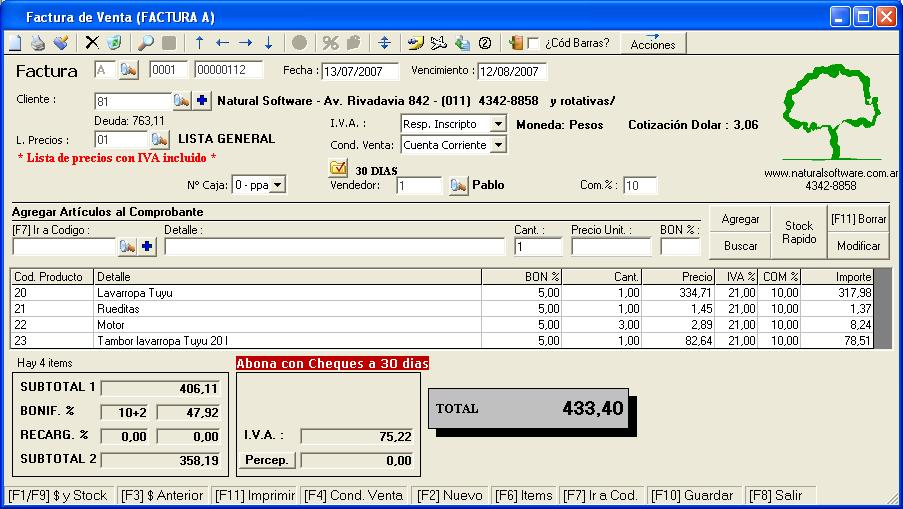 Factura de Venta (FACTURA A)
¿Cód Barras? Acciones
Factura A 0001 00000112 Fecha : 13/07/2007 Vencimiento : 12/08/2007
Cliente : 81 Natural Software - Av. Rivadavia 842 - (011) 4342-8858 y rotativas/
Deuda: 763,11 I.V.A. : Resp. Inscripto Moneda: Pesos Cotización Dolar : 3,06
L. Precios : 01 LISTA GENERAL Cond. Venta: Cuenta Corriente
* Lista de precios con IVA incluido *
30 DIAS
www.naturalsoftware.com.ar
4342-8858
N° Caja: 0 - ppa Vendedor: 1 Pablo Com.% : 10
Agregar Artículos al Comprobante
[F7] Ir a Codigo : Detalle : Cant. : Precio Unit. : BON % :
1
Agregar Stock Rapido [F11] Borrar
Buscar Modificar
Cod. Producto Detalle BON % Cant. Precio IVA % COM % Importe
20 Lavarropa Tuyu 5,00 1,00 334,71 21,00 10,00 317,98
21 Rueditas 5,00 1,00 1,45 21,00 10,00 1,37
22 Motor 5,00 3,00 2,89 21,00 10,00 8,24
23 Tambor lavarropa Tuyu 20 l 5,00 1,00 82,64 21,00 10,00 78,51
Hay 4 items Abona con Cheques a 30 dias
SUBTOTAL 1 406,11
BONIF. % 10+2 47,92
RECARG. % 0,00 0,00
SUBTOTAL 2 358,19
I.V.A. : 75,22
Percep. 0,00
TOTAL 433,40
[F1/F9] $ y Stock [F3] $ Anterior [F11] Imprimir [F4] Cond. Venta [F2] Nuevo [F6] Items [F7] Ir a Cod. [F10] Guardar [F8] Salir